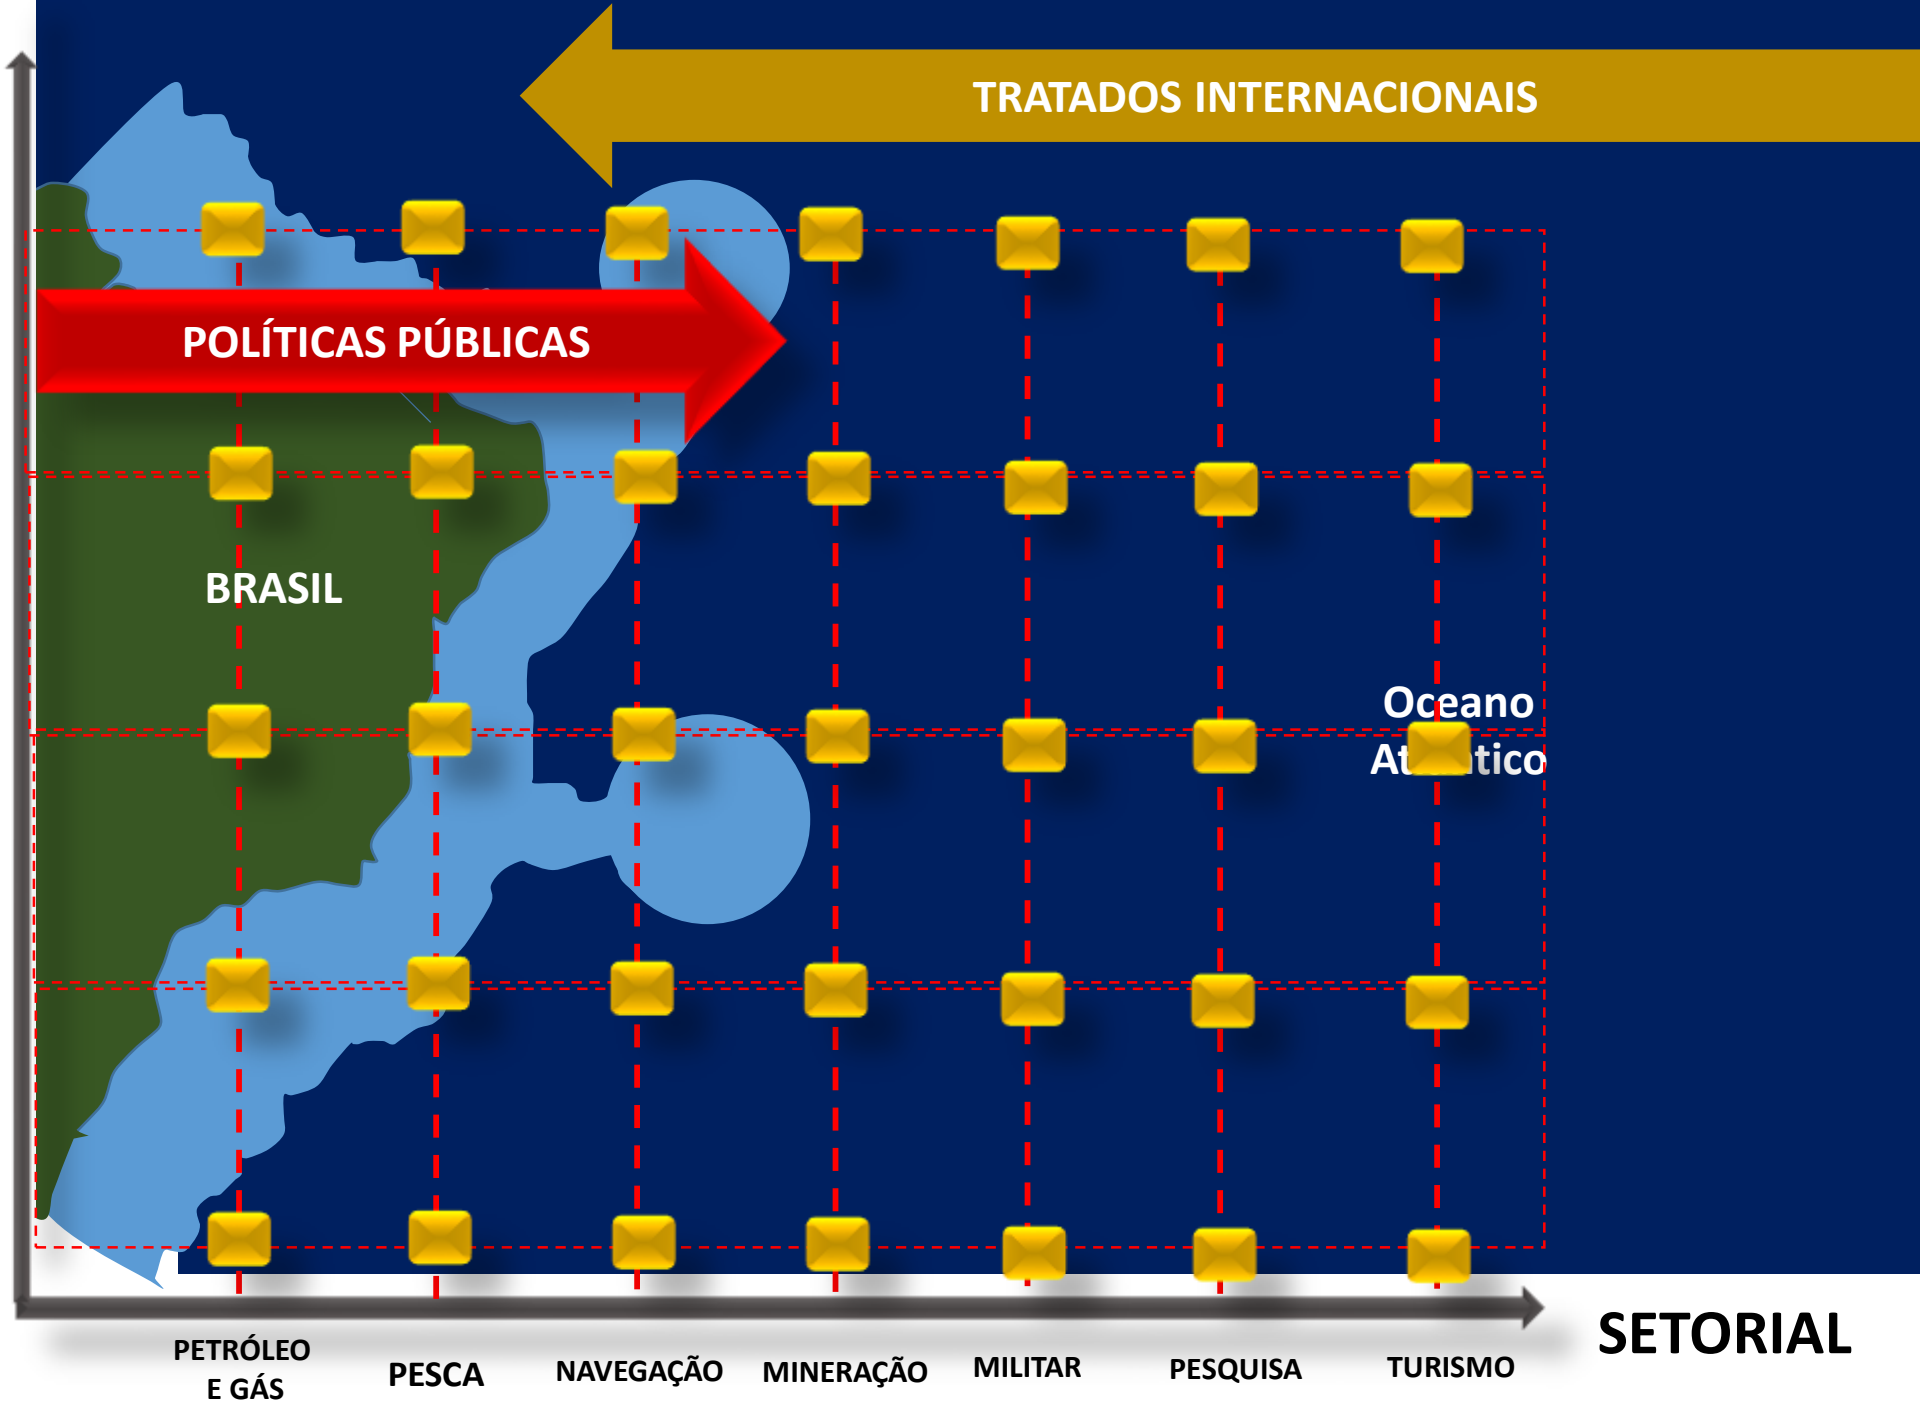 TRATADOS INTERNACIONAIS
POLÍTICAS PÚBLICAS
BRASIL
Oceano
SETORIAL
PETRÓLEO
E GÁS
PESCA
NAVEGAÇÃO
MINERAÇÃO
MILITAR
PESQUISA
TURISMO